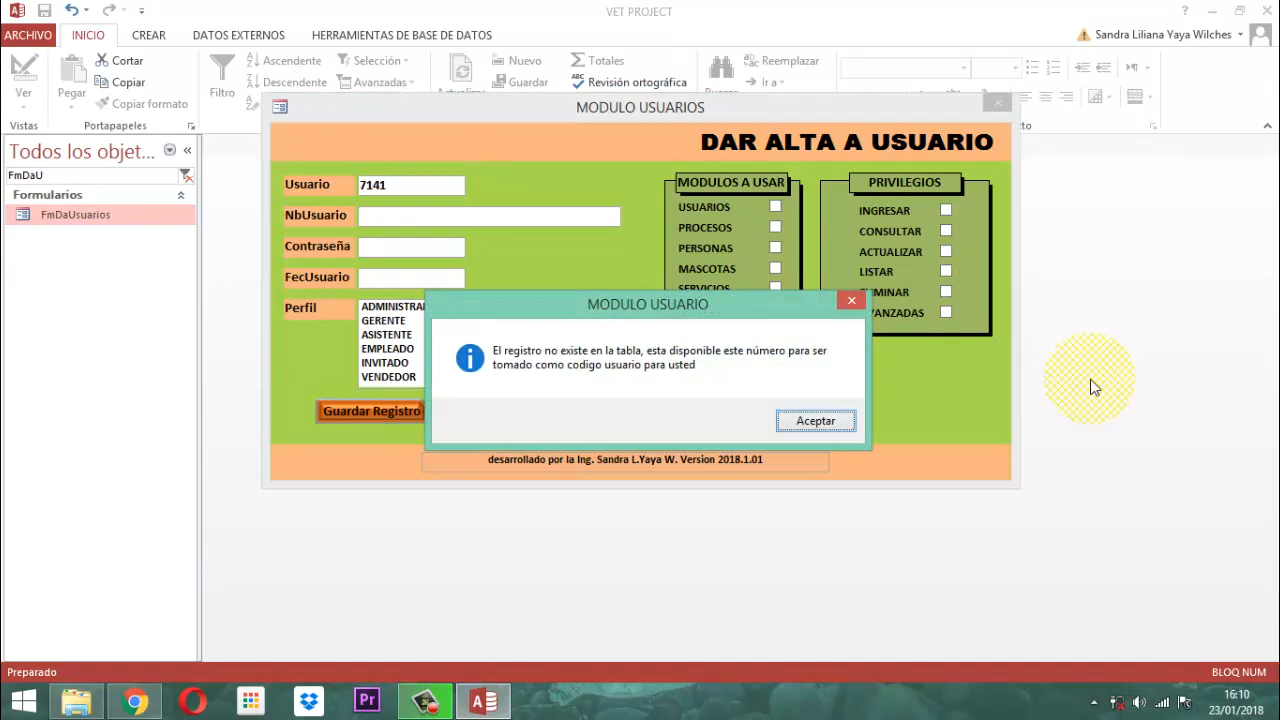 VET PROJECT
ARCHIVO INICIO CREAR DATOS EXTERNOS HERRAMIENTAS DE BASE DE DATOS
Sandra Liliana Yaya Wilches
Ver
Vistas
Pegar
Cortar
Copiar
Copiar formato
Portapapeles
Filtro
Ascendente
Descendente
Selección
Avanzadas
Nuevo
Guardar
Totales
Revisión ortográfica
Reemplazar
Ir a
Todos los objet...
FmDaU
Formularios
FmDaUsuarios
MODULO USUARIOS
DAR ALTA A USUARIO
Usuario 7141
NbUsuario
Contraseña
FecUsuario
Perfil
ADMINISTRA
GERENTE
ASISTENTE
EMPLEADO
INVITADO
VENDEDOR
Guardar Registro
MODULOS A USAR
USUARIOS
PROCESOS
PERSONAS
MASCOTAS
SERVICIOS
PRIVILEGIOS
INGRESAR
CONSULTAR
ACTUALIZAR
LISTAR
MODULO USUARIO
El registro no existe en la tabla, esta disponible este número para ser
tomado como codigo usuario para usted
Aceptar
desarrollado por la Ing. Sandra L.Yaya W. Version 2018.1.01
Preparado
BLOQ NUM
Pr
16:10
23/01/2018